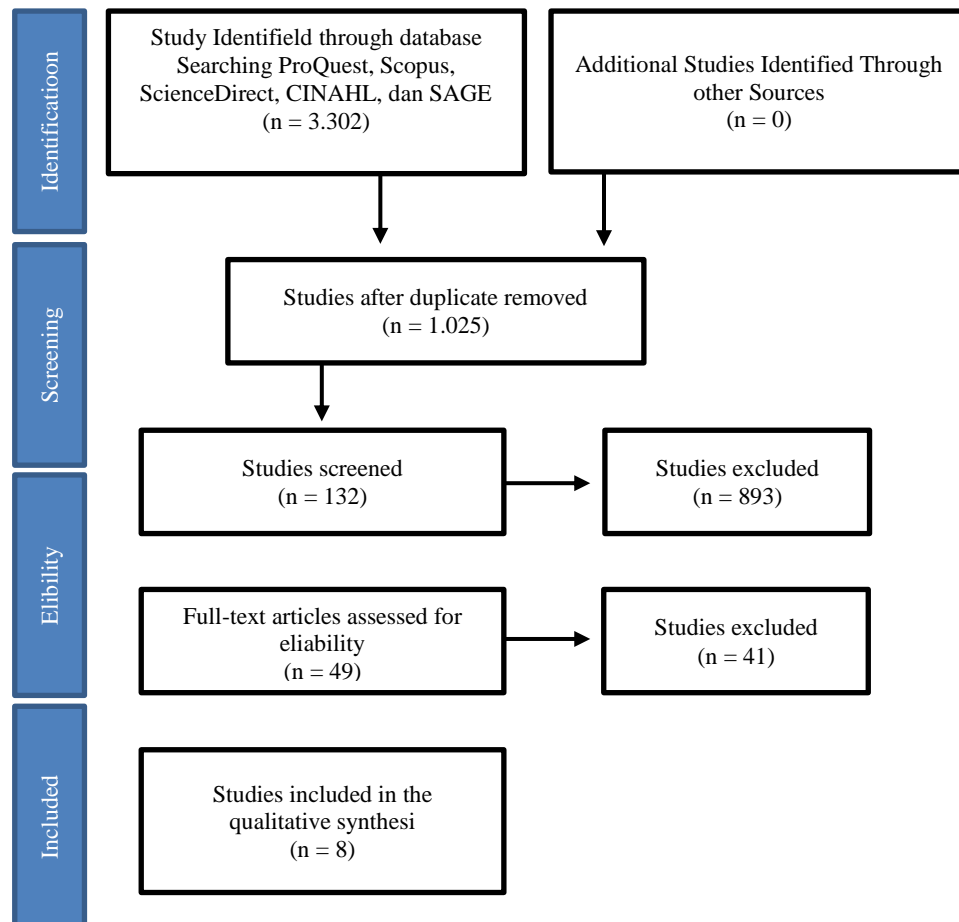 Identificatioon
Study Identifield through database
Searching ProQuest, Scopus,
ScienceDirect, CINAHL, dan SAGE
(n = 3.302)
Additional Studies Identified Through
other Sources
(n = 0)
Screening
Studies after duplicate removed
(n = 1.025)
Studies screened
(n = 132)
Studies excluded
(n = 893)
Elibility
Full-text articles assessed for
eliability
(n = 49)
Studies excluded
(n = 41)
Included
Studies included in the
qualitative synthesi
(n = 8)